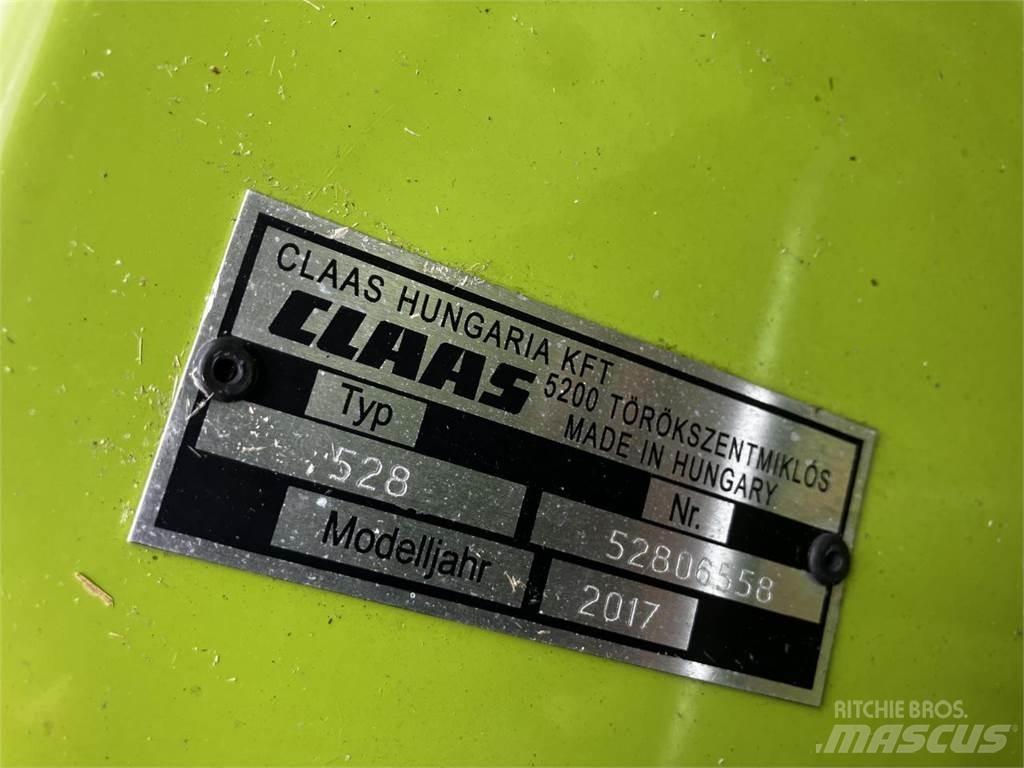 CLAAS HUNGARIA KFT
CLAAS
5200 TÖRÖKSZENTMIKLÓS
MADE IN HUNGARY
Typ
528
Nr.
52806558
Modelljahr
2017
RITCHIE BROS.
MASCUS